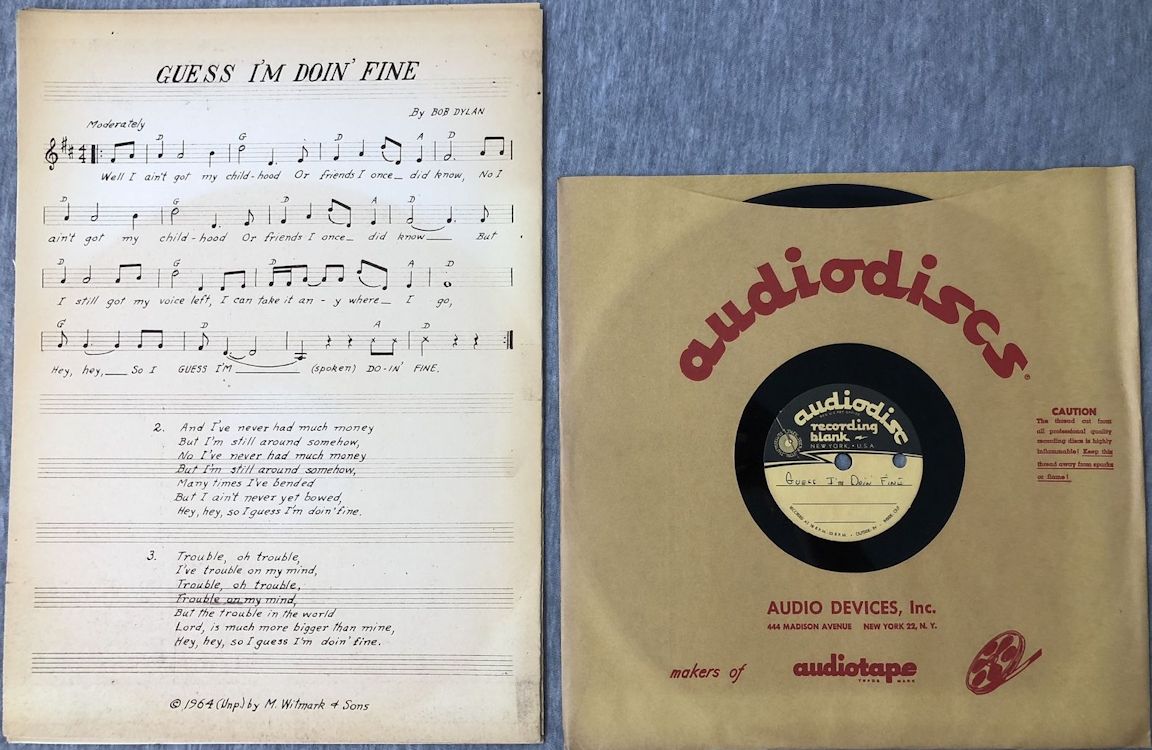 GUESS I'M DOIN' FINE
By BOB DYLAN
Moderately
D G D A D
Well I ain't got my child-hood Or friends I once_ did know, No I
D G D A D
ain't got my child-hood Or friends I once_ did know___ But
D G D A D
I still got my voice left, I can take it an-y where_ I go,
G D A D
Hey, hey,___ So I GUESS I'M __________ (spoken) DO-IN' FINE.
2. And I've never had much money
But I'm still around somehow,
No I've never had much money
But I'm still around somehow,
Many times I've bended
But I ain't never yet bowed,
Hey, hey, so I guess I'm doin' fine.
3. Trouble, oh trouble,
I've trouble on my mind,
Trouble, oh trouble,
Trouble on my mind,
But the trouble in the world
Lord, is much more bigger than mine,
Hey, hey, so I guess I'm doin' fine.
© 1964 (Unp.) by M. Witmark & Sons
audiodiscs
®
audiodisc
recording
blank
NEW YORK, • U.S.A
GUESS I'M DOIN FINE
CAUTION
The thread cut from
all professional quality
recording discs is highly
inflammable! Keep this
thread away from sparks
or flame!
AUDIO DEVICES, Inc.
444 MADISON AVENUE NEW YORK 22, N. Y.
makers of audiotape
TRADE MARK